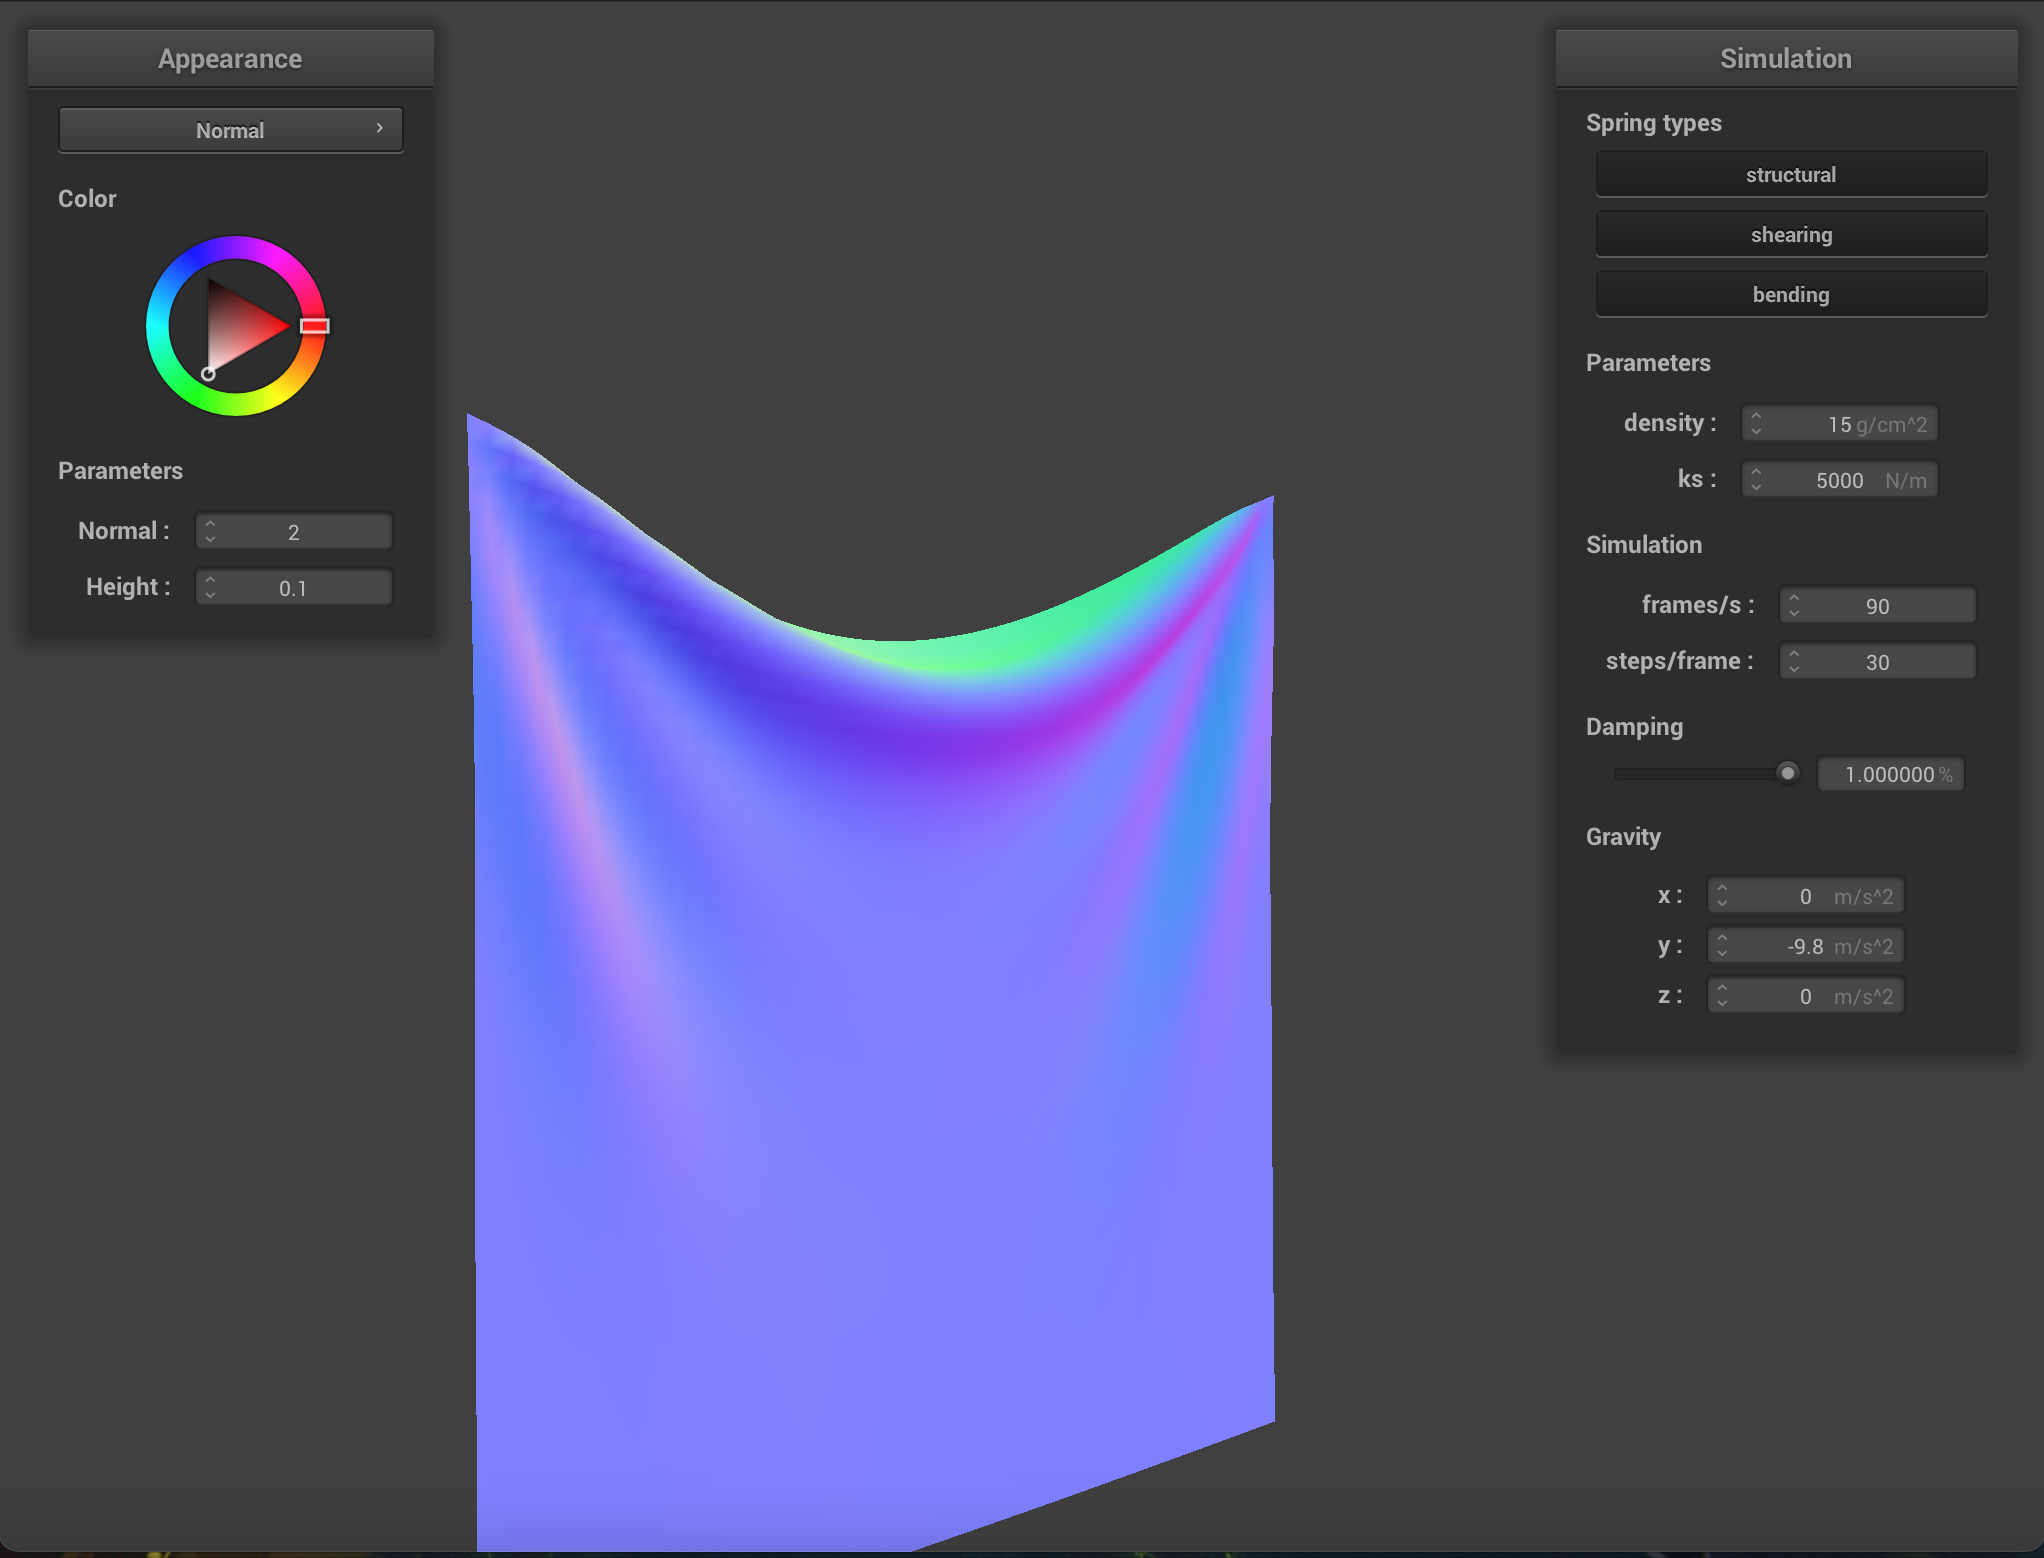 Appearance
Normal
Color
Parameters
Normal : 2
Height : 0.1
Simulation
Spring types
structural
shearing
bending
Parameters
density : 15 g/cm^2
ks : 5000 N/m
Simulation
frames/s : 90
steps/frame : 30
Damping
1.000000 %
Gravity
x : 0 m/s^2
y : -9.8 m/s^2
z : 0 m/s^2